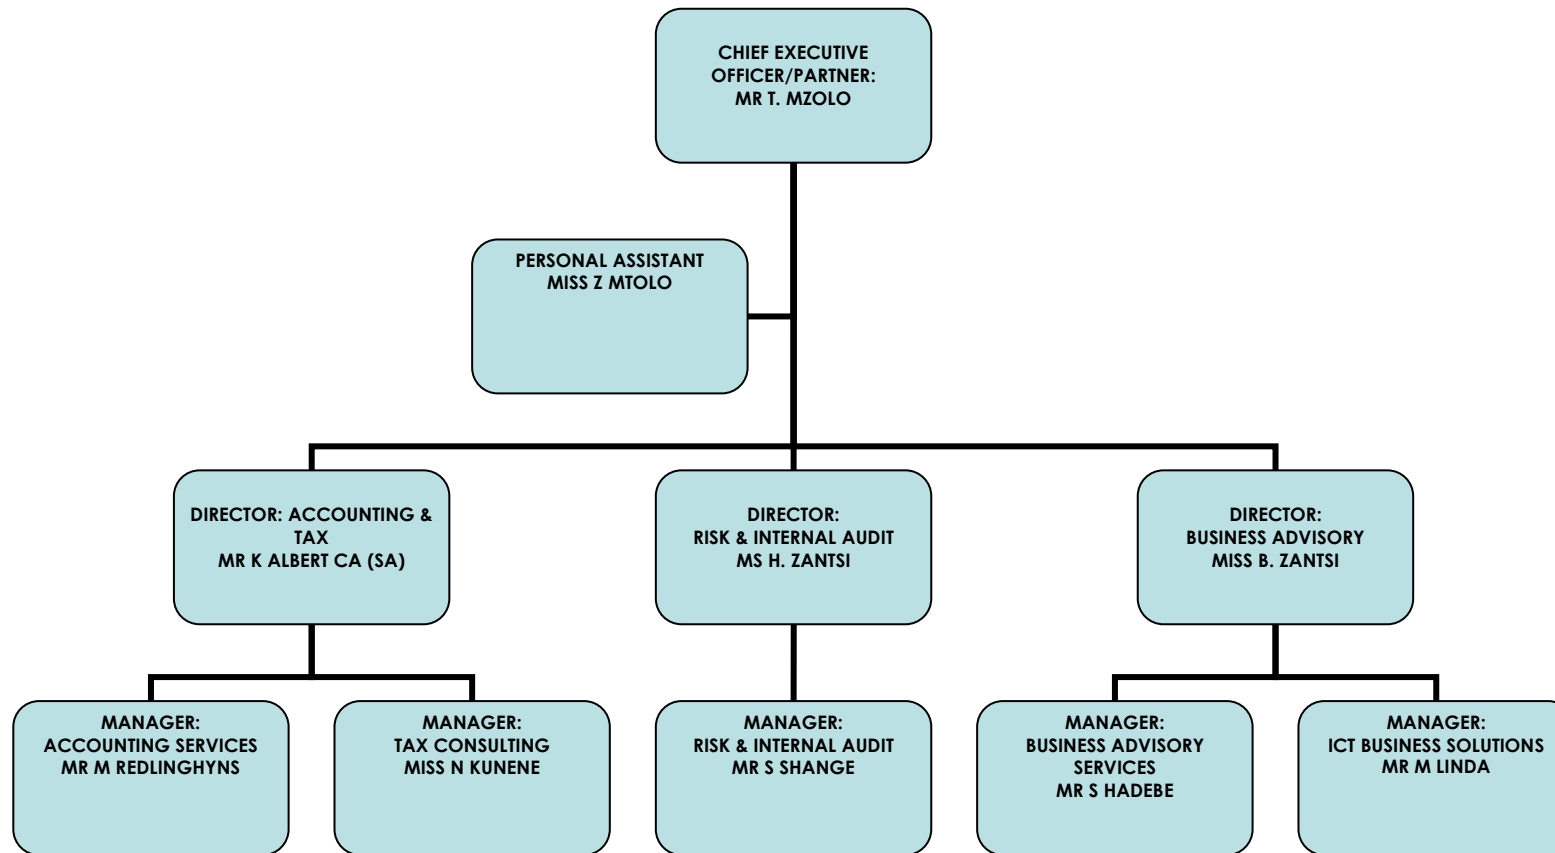 CHIEF EXECUTIVE
OFFICER/PARTNER:
MR T. MZOLO
PERSONAL ASSISTANT
MISS Z MTOLO
DIRECTOR: ACCOUNTING &
TAX
MR K ALBERT CA (SA)
DIRECTOR:
RISK & INTERNAL AUDIT
MS H. ZANTSI
DIRECTOR:
BUSINESS ADVISORY
MISS B. ZANTSI
MANAGER:
ACCOUNTING SERVICES
MR M REDLINGHYNS
MANAGER:
TAX CONSULTING
MISS N KUNENE
MANAGER:
RISK & INTERNAL AUDIT
MR S SHANGE
MANAGER:
BUSINESS ADVISORY
SERVICES
MR S HADEBE
MANAGER:
ICT BUSINESS SOLUTIONS
MR M LINDA